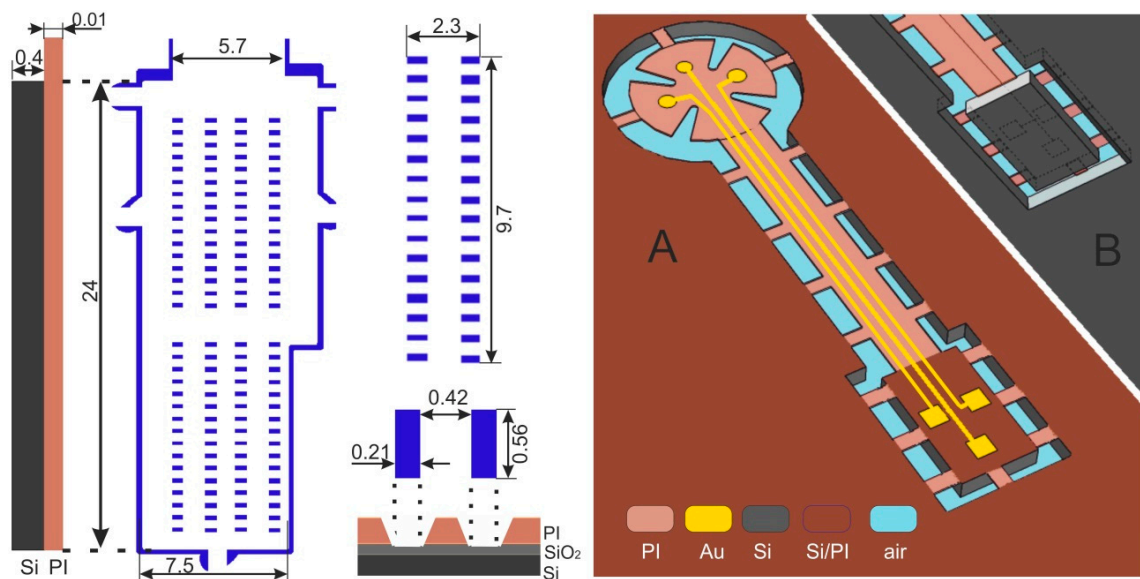 0.01
0.4
5.7
24
7.5
Si PI
2.3
9.7
0.42
0.21
0.56
PI
SiO₂
Si
A
B
PI Au Si Si/PI air